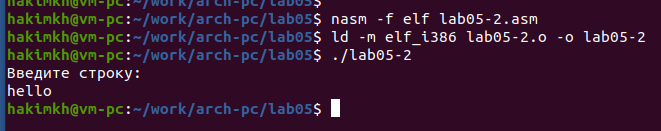 hakimkh@vm-pc:~/work/arch-pc/lab05$ nasm -f elf lab05-2.asm
hakimkh@vm-pc:~/work/arch-pc/lab05$ ld -m elf_i386 lab05-2.o -o lab05-2
hakimkh@vm-pc:~/work/arch-pc/lab05$ ./lab05-2
Введите строку:
hello
hakimkh@vm-pc:~/work/arch-pc/lab05$